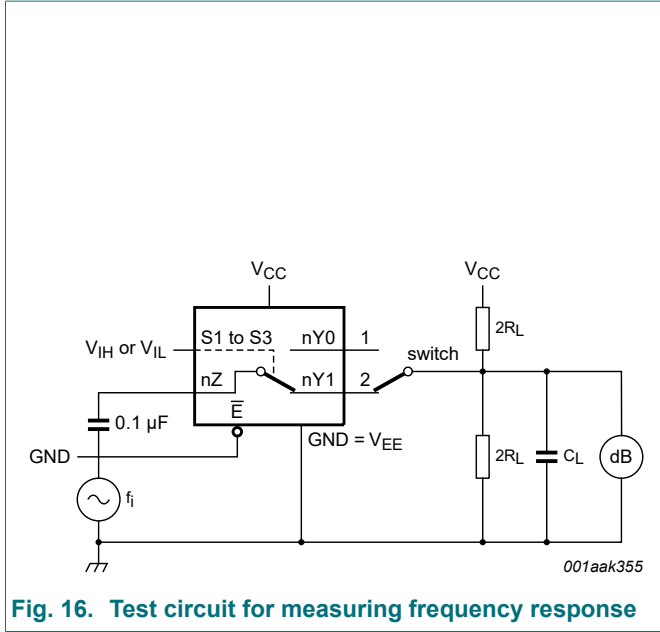 VCC
VCC
S1 to S3
nY0
1
2RL
VIH or VIL
switch
nZ
nY1
2
E
0.1 µF
GND = VEE
GND
2RL
CL
dB
fi
001aak355
Fig. 16. Test circuit for measuring frequency response